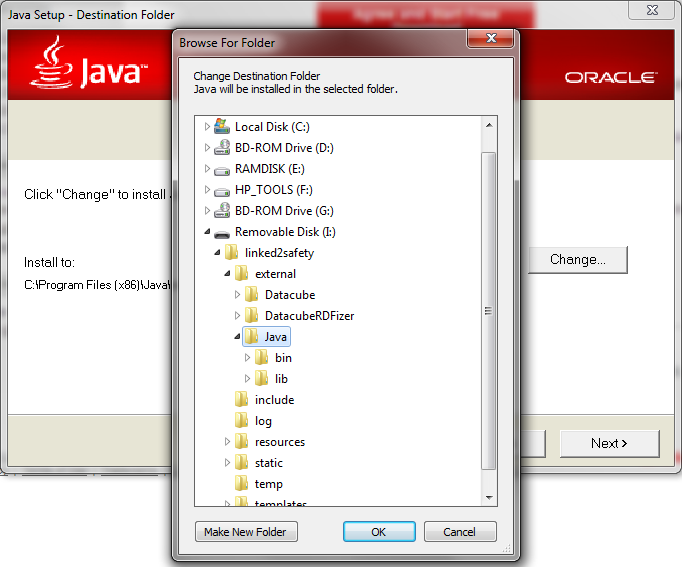 Java Setup - Destination Folder
Agree and Start Free
Java™
ORACLE
Click "Change" to install
Install to:
C:\Program Files (x86)\Java\
Change...
Next >
Browse For Folder
Change Destination Folder
Java will be installed in the selected folder.
Local Disk (C:)
BD-ROM Drive (D:)
RAMDISK (E:)
HP_TOOLS (F:)
BD-ROM Drive (G:)
Removable Disk (I:)
linked2safety
external
Datacube
DatacubeRDFizer
Java
bin
lib
include
log
resources
static
temp
templates
Make New Folder
OK
Cancel